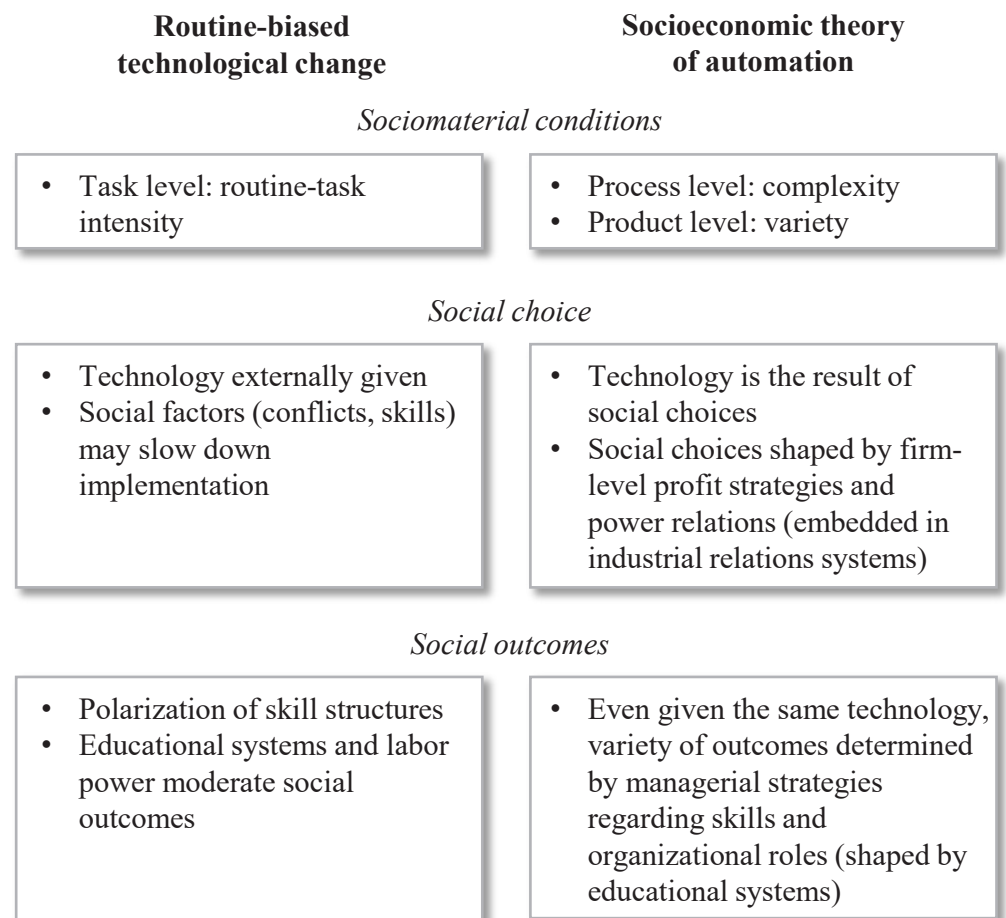 Routine-biased
technological change
Socioeconomic theory
of automation
Sociomaterial conditions
• Task level: routine-task
intensity
• Process level: complexity
• Product level: variety
Social choice
• Technology externally given
• Social factors (conflicts, skills)
may slow down
implementation
• Technology is the result of
social choices
• Social choices shaped by firm-
level profit strategies and
power relations (embedded in
industrial relations systems)
Social outcomes
• Polarization of skill structures
• Educational systems and labor
power moderate social
outcomes
• Even given the same technology,
variety of outcomes determined
by managerial strategies
regarding skills and
organizational roles (shaped by
educational systems)